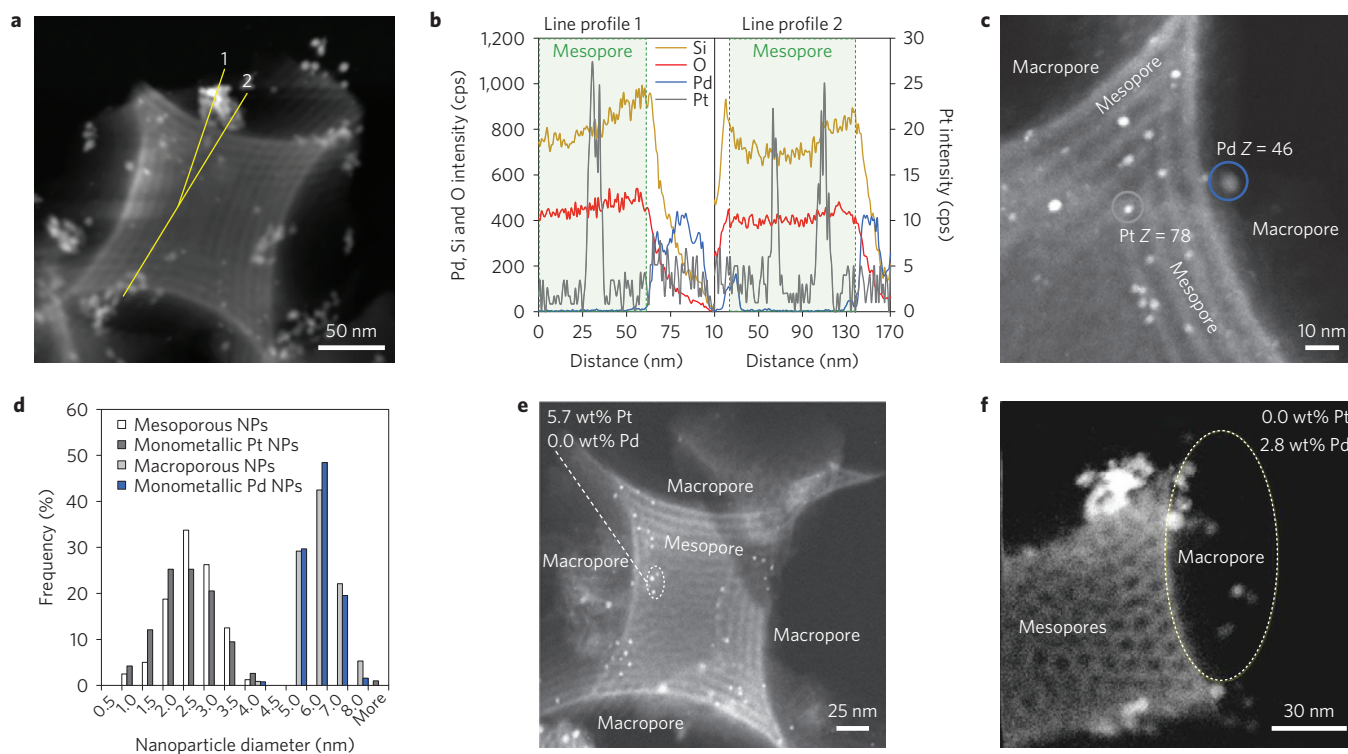 a
1
2
50 nm
b
Line profile 1
Line profile 2
1,200
1,000
800
600
400
200
0
Pd, Si and O intensity (cps)
Mesopore
Mesopore
Si
O
Pd
Pt
30
25
20
15
10
5
0
Pt intensity (cps)
0 25 50 75 10 50 90 130 170
Distance (nm)
Distance (nm)
c
Macropore
Mesopore
Pd Z = 46
Pt Z = 78
Macropore
Mesopore
10 nm
d
60
50
40
30
20
10
0
Frequency (%)
Mesoporous NPs
Monometallic Pt NPs
Macroporous NPs
Monometallic Pd NPs
0.5 1.0 1.5 2.0 2.5 3.0 3.5 4.0 4.5 5.0 6.0 7.0 8.0 More
Nanoparticle diameter (nm)
e
5.7 wt% Pt
0.0 wt% Pd
Macropore
Mesopore
Macropore
Macropore
Macropore
25 nm
f
0.0 wt% Pt
2.8 wt% Pd
Macropore
Mesopores
30 nm